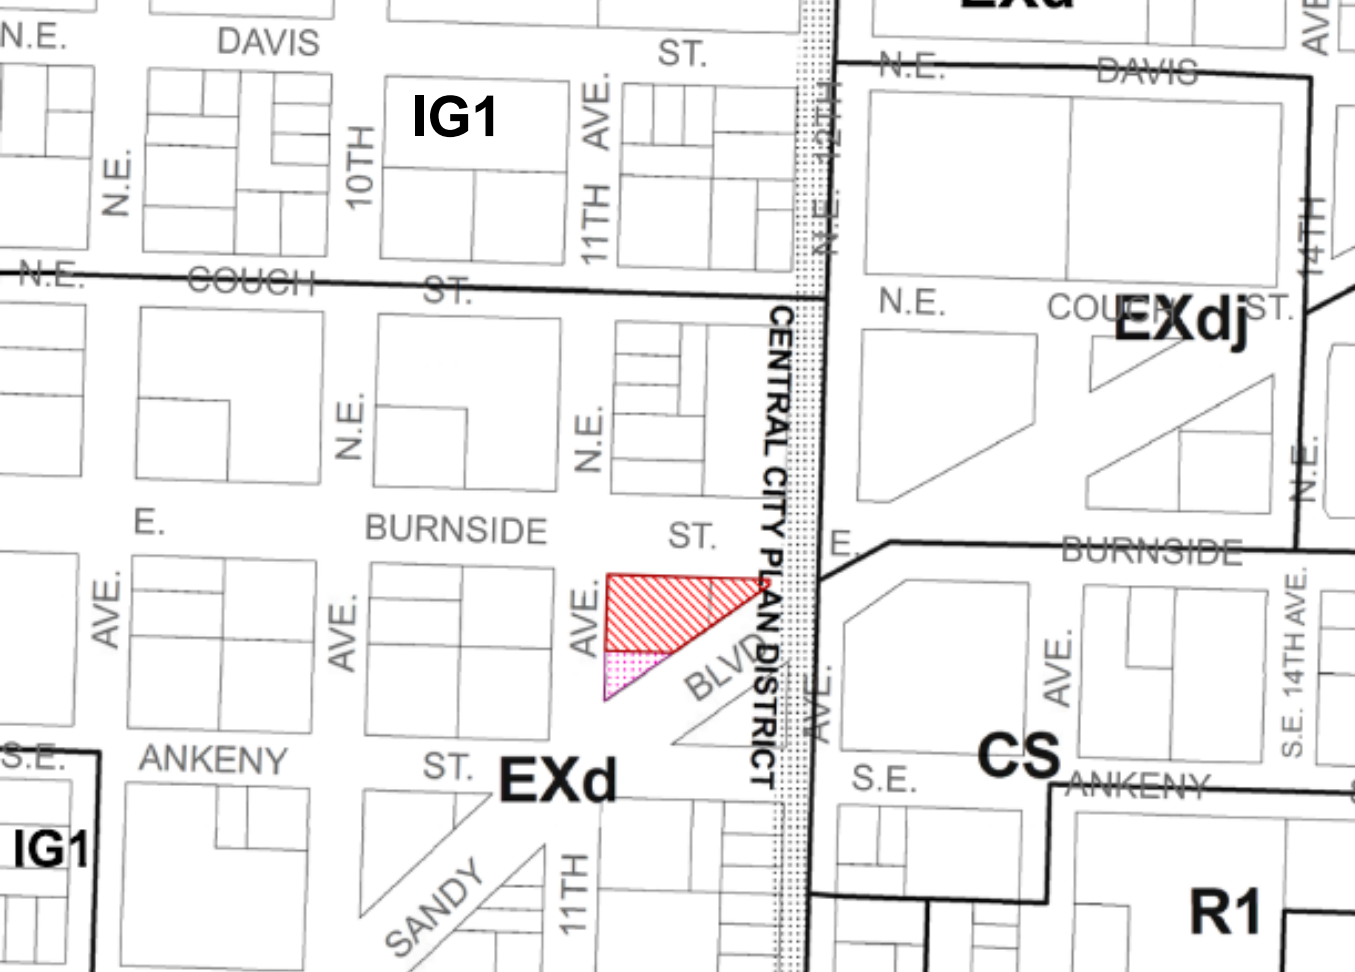 EXd
AVE
N.E. DAVIS ST.
N.E. DAVIS
IG1
N.E.
10TH
11TH AVE.
N.E. 12TH
14TH
N.E. COUCH ST.
N.E. COUCH ST.
EXdj
CENTRAL CITY PLAN DISTRICT
N.E.
N.E.
N.E.
E. BURNSIDE ST.
E. BURNSIDE
AVE.
AVE.
AVE.
BLVD
AVE.
AVE.
S.E. 14TH AVE.
S.E. ANKENY ST.
EXd
CS
S.E. ANKENY
IG1
SANDY
11TH
R1